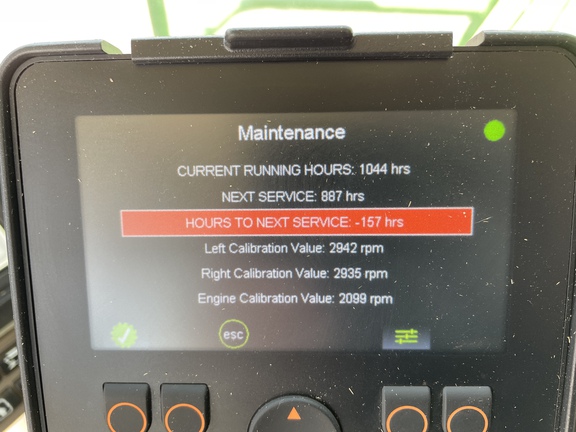 Maintenance
CURRENT RUNNING HOURS: 1044 hrs
NEXT SERVICE: 887 hrs
HOURS TO NEXT SERVICE: -157 hrs
Left Calibration Value: 2942 rpm
Right Calibration Value: 2935 rpm
Engine Calibration Value: 2099 rpm
esc